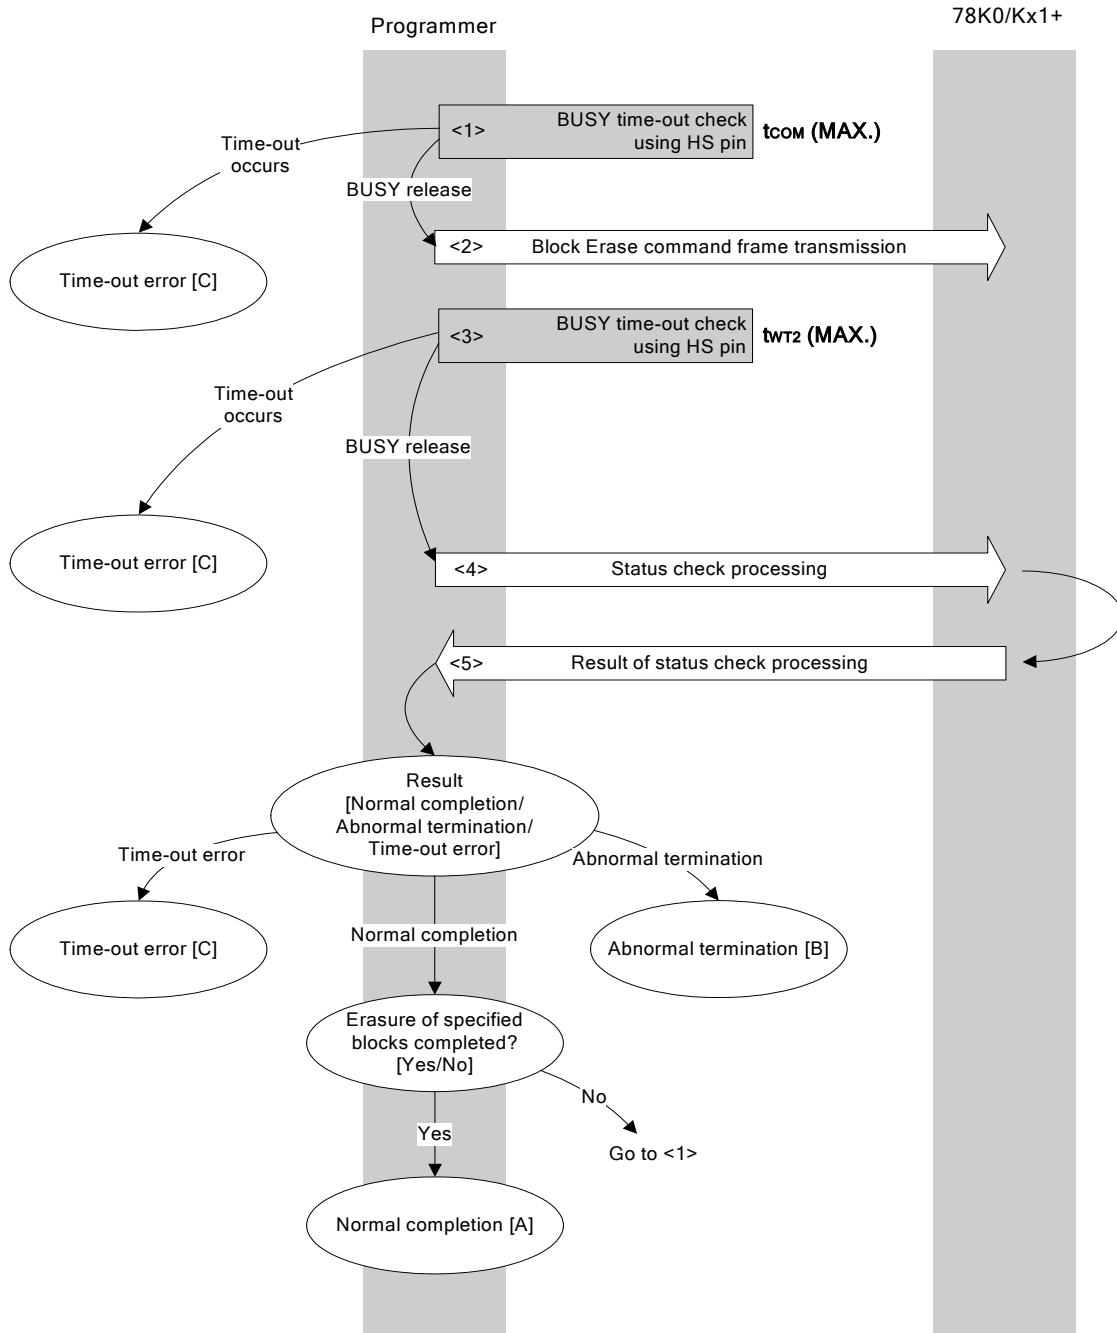 Programmer
78K0/Kx1+
<1>
BUSY time-out check
using HS pin
tCOM (MAX.)
Time-out
occurs
BUSY release
<2>
Block Erase command frame transmission
Time-out error [C]
<3>
BUSY time-out check
using HS pin
tWT2 (MAX.)
Time-out
occurs
BUSY release
Time-out error [C]
<4>
Status check processing
<5>
Result of status check processing
Result
[Normal completion/
Abnormal termination/
Time-out error]
Time-out error
Abnormal termination
Time-out error [C]
Normal completion
Abnormal termination [B]
Erasure of specified
blocks completed?
[Yes/No]
No
Yes
Go to <1>
Normal completion [A]